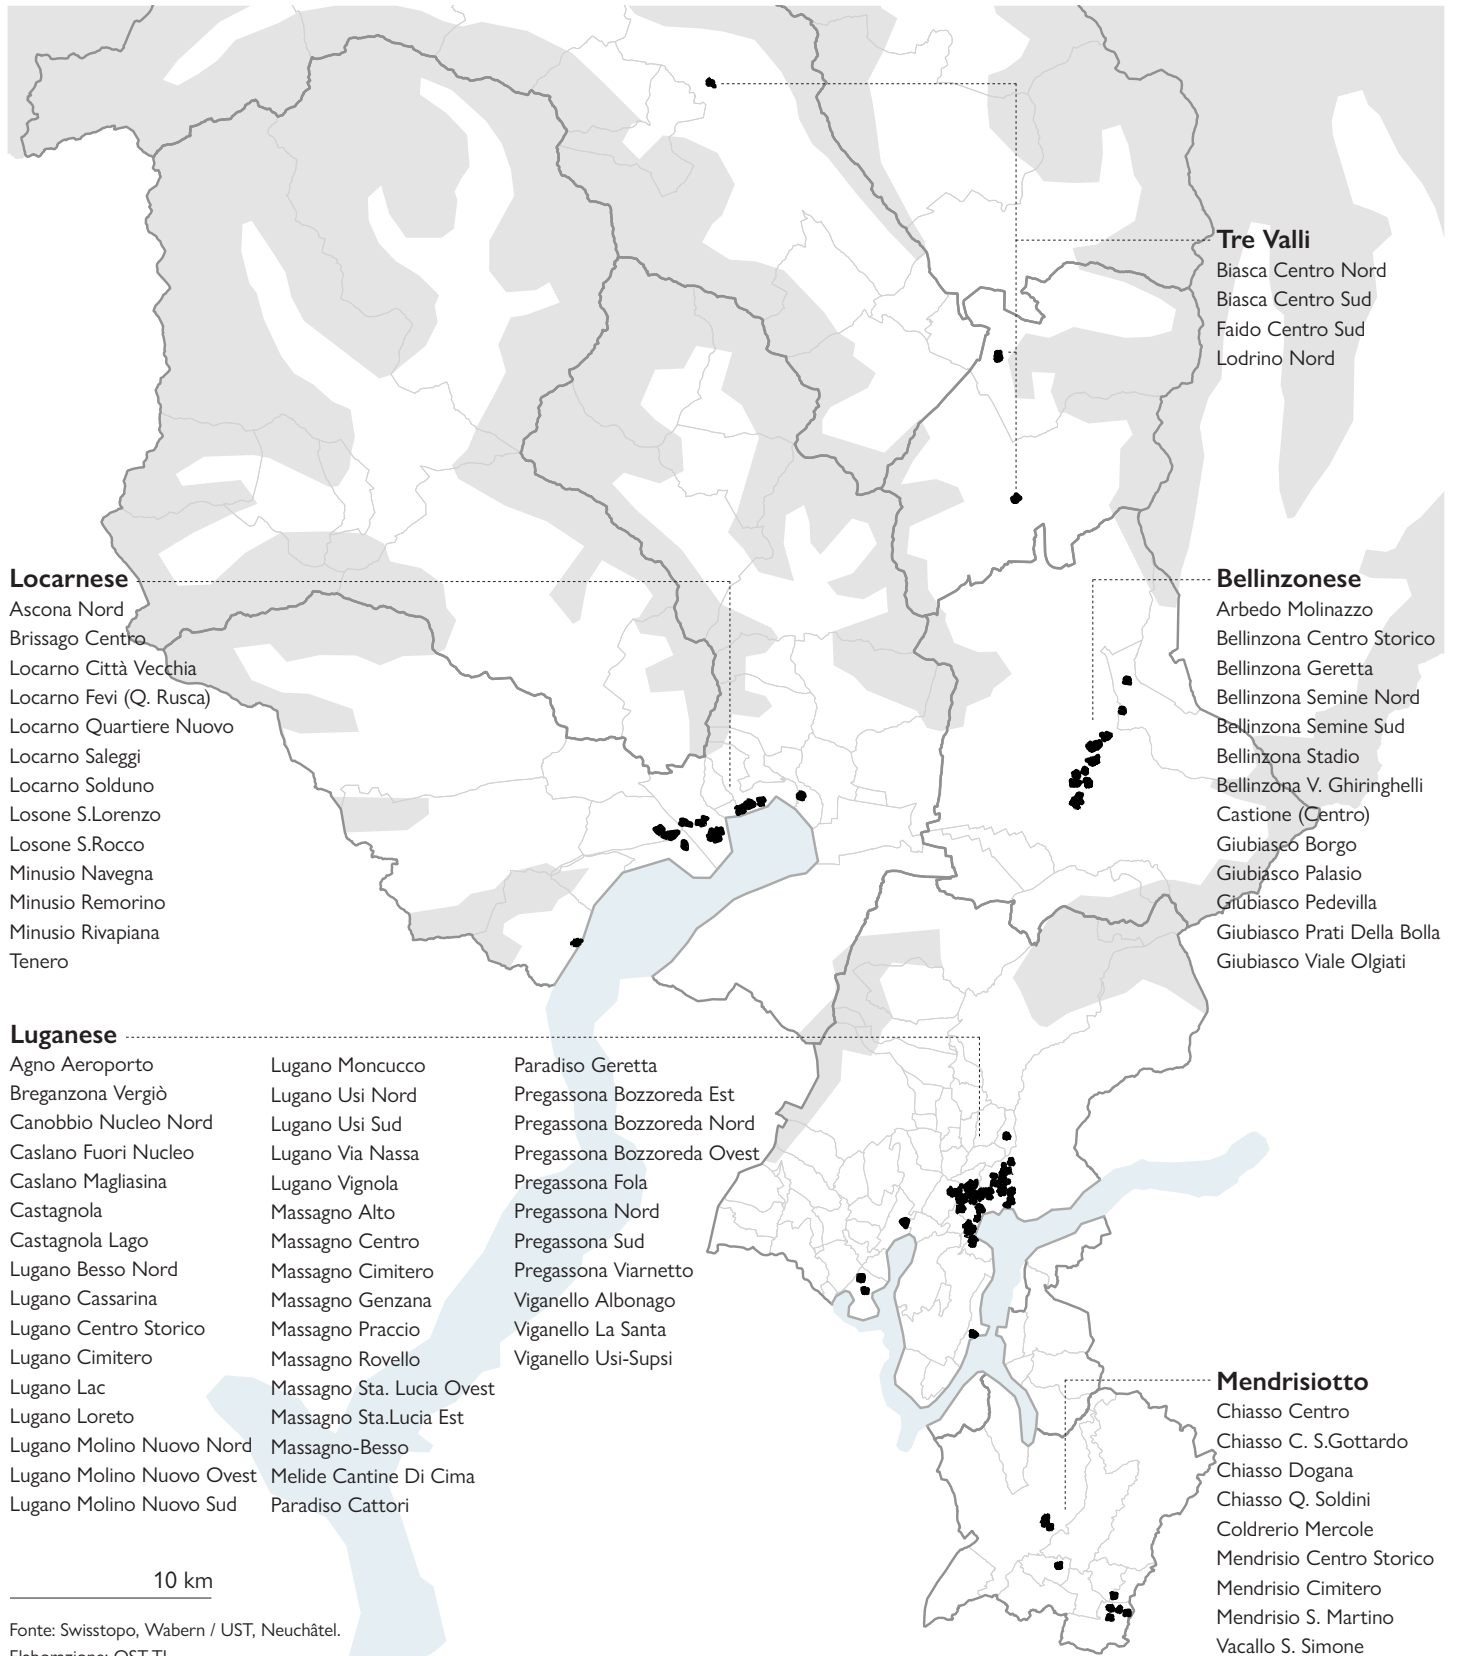 Tre Valli
Biasca Centro Nord
Biasca Centro Sud
Faido Centro Sud
Lodrino Nord
Locarnese
Ascona Nord
Brissago Centro
Locarno Città Vecchia
Locarno Fevi (Q. Rusca)
Locarno Quartiere Nuovo
Locarno Saleggi
Locarno Solduno
Losone S.Lorenzo
Losone S.Rocco
Minusio Navegna
Minusio Remorino
Minusio Rivapiana
Tenero
Bellinzonese
Arbedo Molinazzo
Bellinzona Centro Storico
Bellinzona Geretta
Bellinzona Semine Nord
Bellinzona Semine Sud
Bellinzona Stadio
Bellinzona V. Ghiringhelli
Castione (Centro)
Giubiasco Borgo
Giubiasco Palasio
Giubiasco Pedevilla
Giubiasco Prati Della Bolla
Giubiasco Viale Olgiati
Luganese
Agno Aeroporto
Breganzona Vergiò
Canobbio Nucleo Nord
Caslano Fuori Nucleo
Caslano Magliasina
Castagnola
Castagnola Lago
Lugano Besso Nord
Lugano Cassarina
Lugano Centro Storico
Lugano Cimitero
Lugano Lac
Lugano Loreto
Lugano Molino Nuovo Nord
Lugano Molino Nuovo Ovest
Lugano Molino Nuovo Sud
Lugano Moncucco
Lugano Usi Nord
Lugano Usi Sud
Lugano Via Nassa
Lugano Vignola
Massagno Alto
Massagno Centro
Massagno Cimitero
Massagno Genzana
Massagno Praccio
Massagno Rovello
Massagno Sta. Lucia Ovest
Massagno Sta.Lucia Est
Massagno-Besso
Melide Cantine Di Cima
Paradiso Cattori
Paradiso Geretta
Pregassona Bozzoreda Est
Pregassona Bozzoreda Nord
Pregassona Bozzoreda Ovest
Pregassona Fola
Pregassona Nord
Pregassona Sud
Pregassona Viarnetto
Viganello Albonago
Viganello La Santa
Viganello Usi-Supsi
Mendrisiotto
Chiasso Centro
Chiasso C. S.Gottardo
Chiasso Dogana
Chiasso Q. Soldini
Coldrerio Mercole
Mendrisio Centro Storico
Mendrisio Cimitero
Mendrisio S. Martino
Vacallo S. Simone
10 km
Fonte: Swisstopo, Wabern / UST, Neuchâtel.